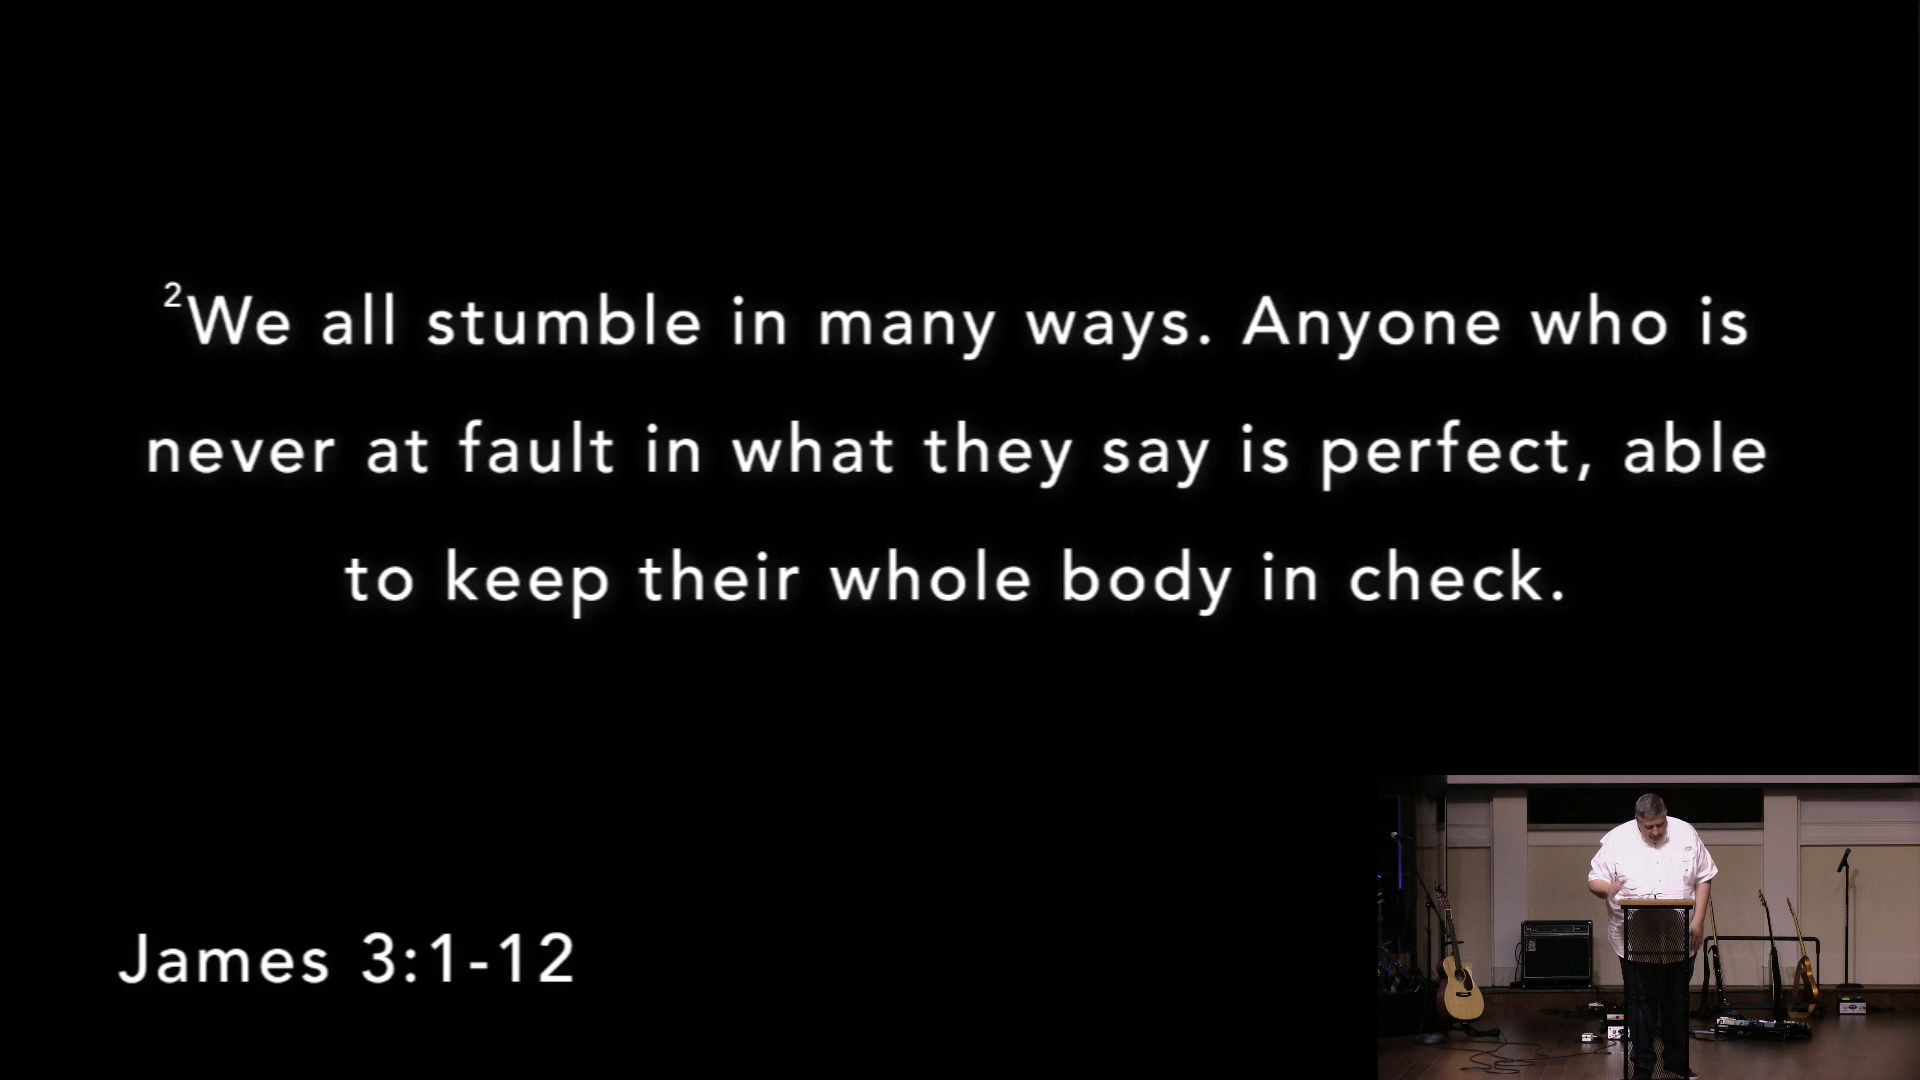 ²We all stumble in many ways. Anyone who is
never at fault in what they say is perfect, able
to keep their whole body in check.
James 3:1-12